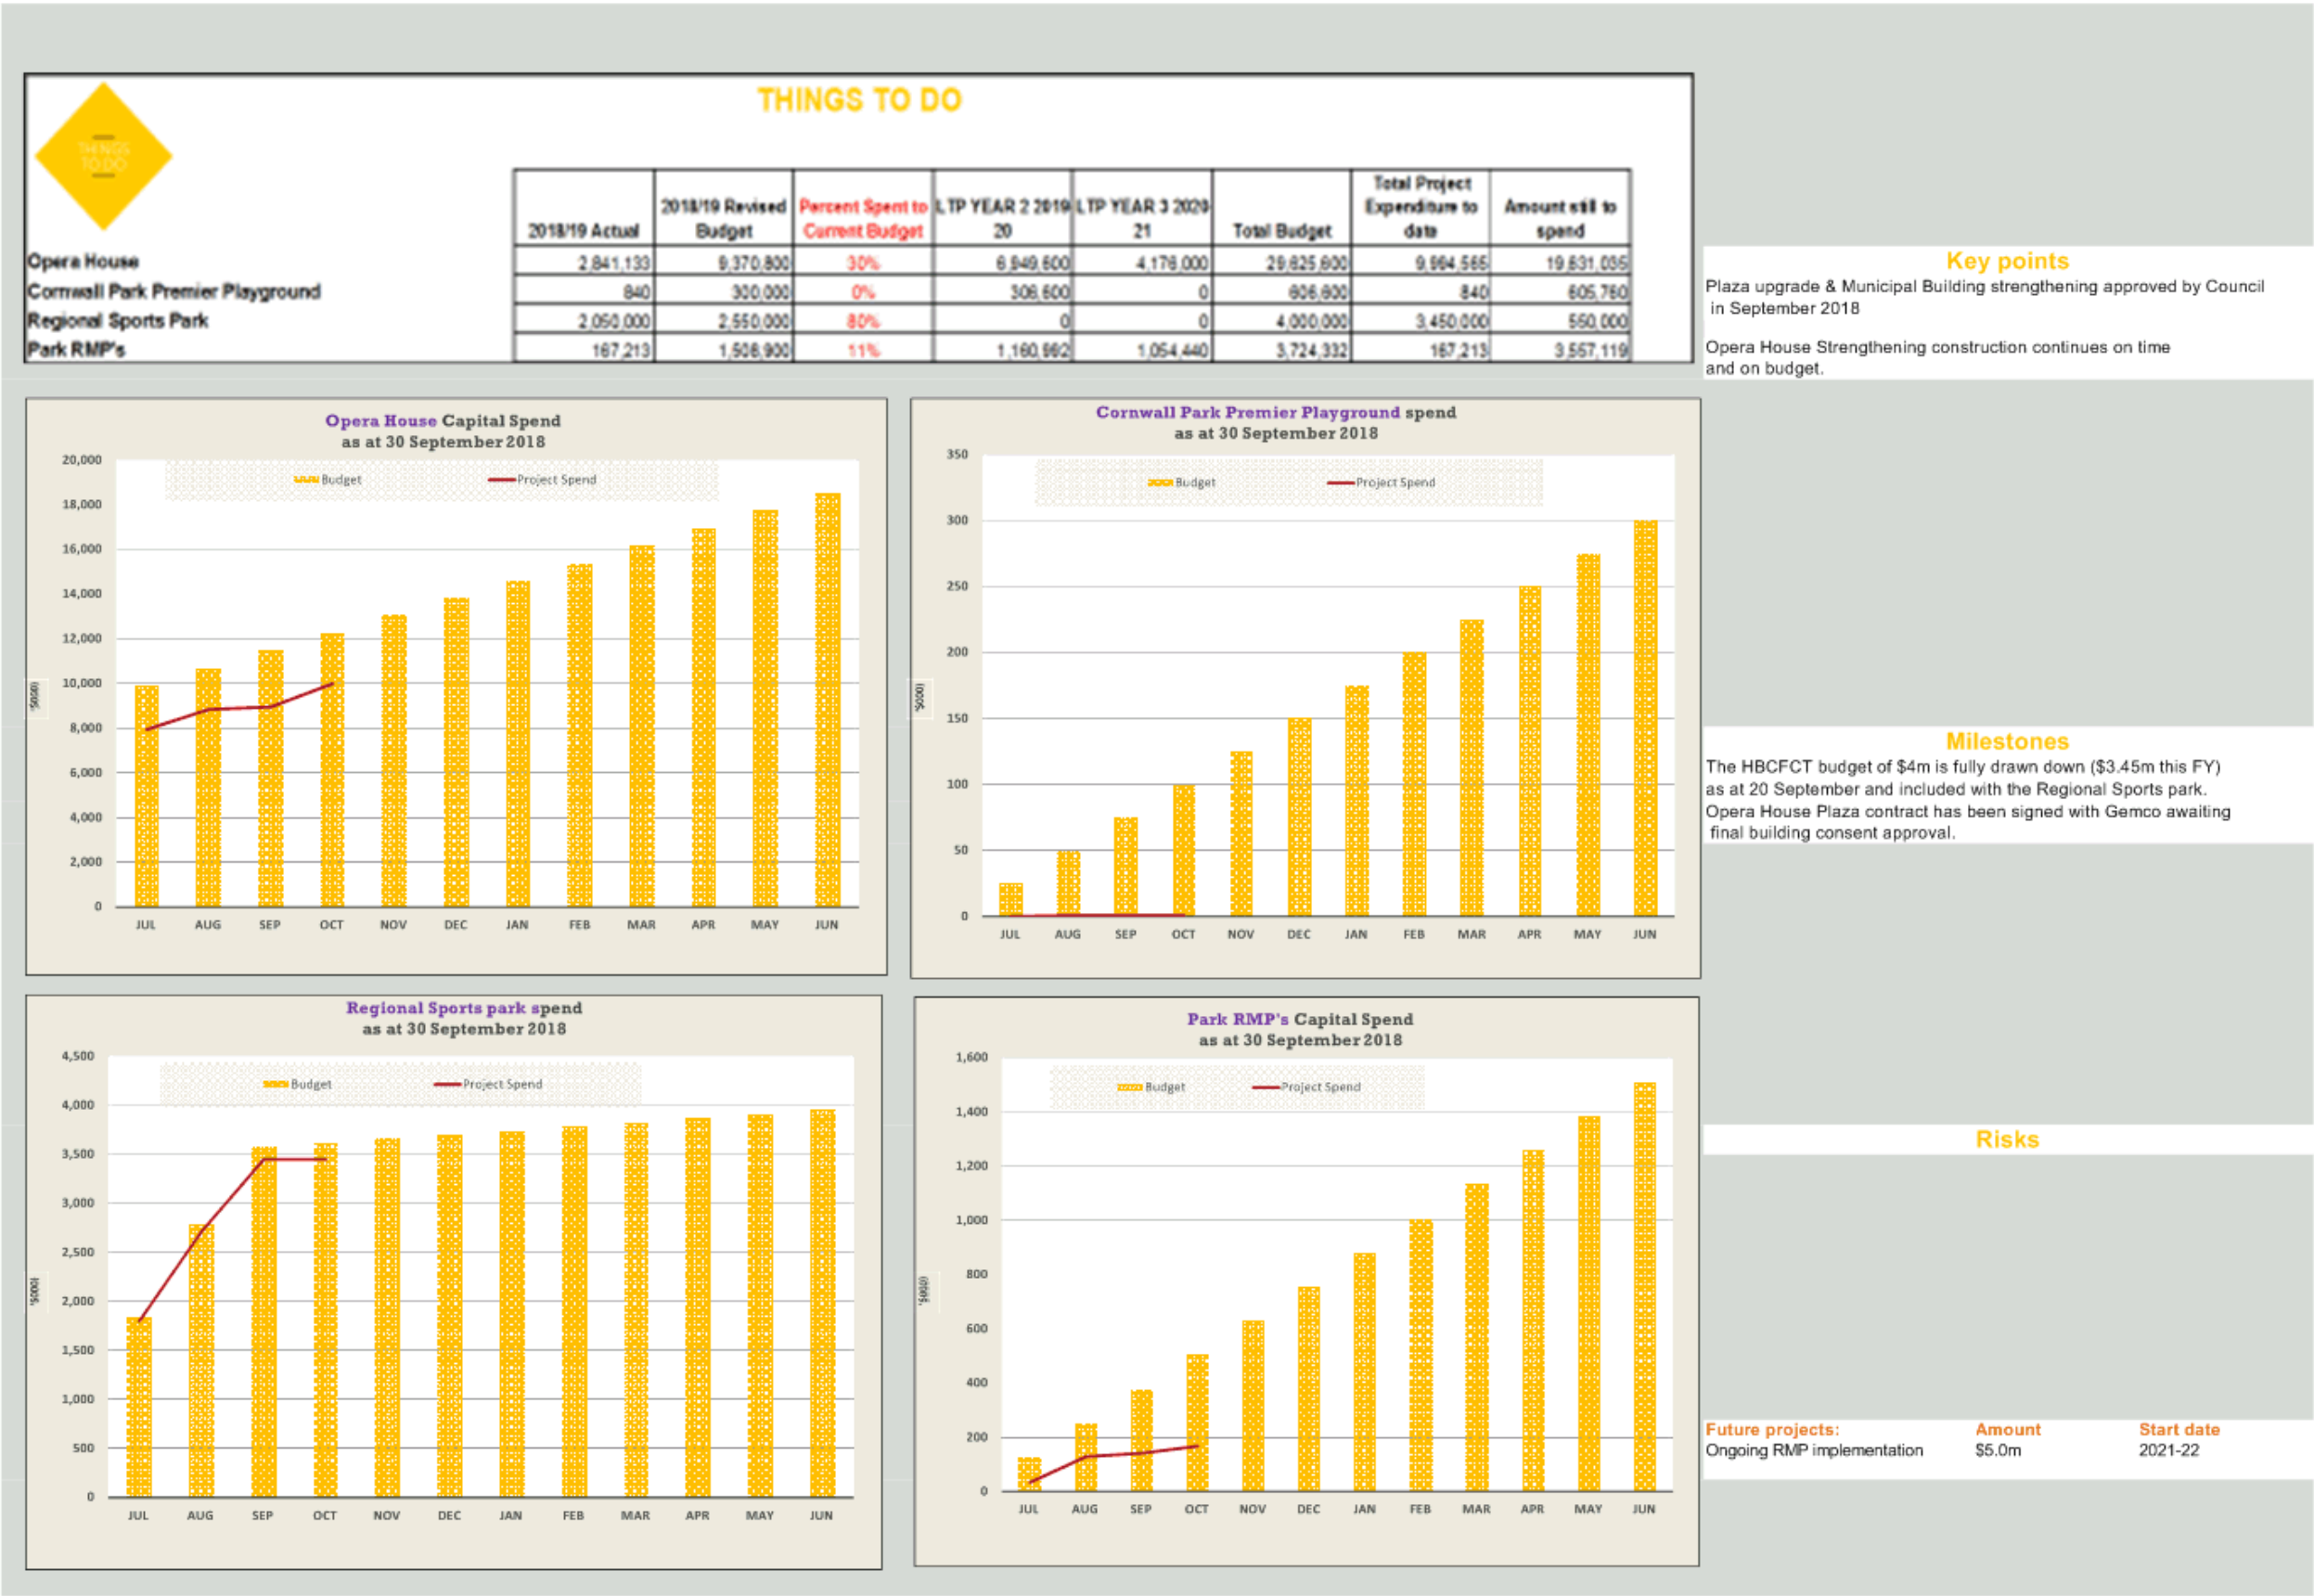 THINGS TO DO
THINGS
TO DO
2018/19 Actual 2018/19 Revised Budget Percent Spent to Current Budget LTP YEAR 2 2019 20 LTP YEAR 3 2020 21 Total Budget Total Project Expenditure to date Amount still to spend
Opera House 2,841,133 9,370,800 30% 6,949,600 4,176,000 29,625,600 9,994,565 19,631,035
Cornwall Park Premier Playground 840 300,000 0% 306,600 0 606,600 840 605,760
Regional Sports Park 2,050,000 2,550,000 80% 0 0 4,000,000 3,450,000 550,000
Park RMP's 167,213 1,508,900 11% 1,160,992 1,054,440 3,724,332 167,213 3,557,119
Key points
Plaza upgrade & Municipal Building strengthening approved by Council
in September 2018
Opera House Strengthening construction continues on time
and on budget.
Opera House Capital Spend
as at 30 September 2018
Budget Project Spend
20,000
18,000
16,000
14,000
12,000
10,000
8,000
6,000
4,000
2,000
0
JUL AUG SEP OCT NOV DEC JAN FEB MAR APR MAY JUN
Cornwall Park Premier Playground spend
as at 30 September 2018
Budget Project Spend
350
300
250
200
150
100
50
0
JUL AUG SEP OCT NOV DEC JAN FEB MAR APR MAY JUN
Milestones
The HBCFCT budget of $4m is fully drawn down ($3.45m this FY)
as at 20 September and included with the Regional Sports park.
Opera House Plaza contract has been signed with Gemco awaiting
final building consent approval.
Regional Sports park spend
as at 30 September 2018
Budget Project Spend
4,500
4,000
3,500
3,000
2,500
2,000
1,500
1,000
500
0
JUL AUG SEP OCT NOV DEC JAN FEB MAR APR MAY JUN
Park RMP's Capital Spend
as at 30 September 2018
Budget Project Spend
1,600
1,400
1,200
1,000
800
600
400
200
0
JUL AUG SEP OCT NOV DEC JAN FEB MAR APR MAY JUN
Risks
Future projects: Amount Start date
Ongoing RMP implementation $5.0m 2021-22